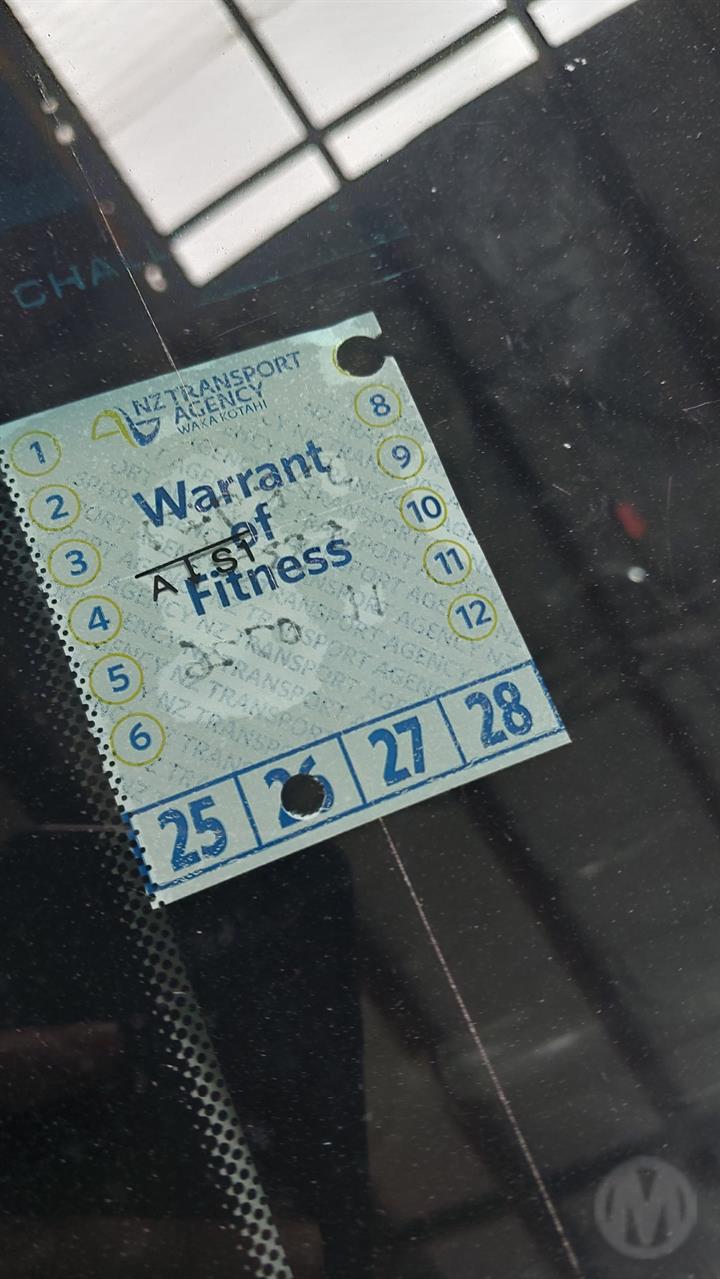 CHAL
NZ TRANSPORT
AGENCY
WAKA KOTAHI
Warrant
of
Fitness
1
2
3
4
5
6
8
9
10
11
12
25 26 27 28
M